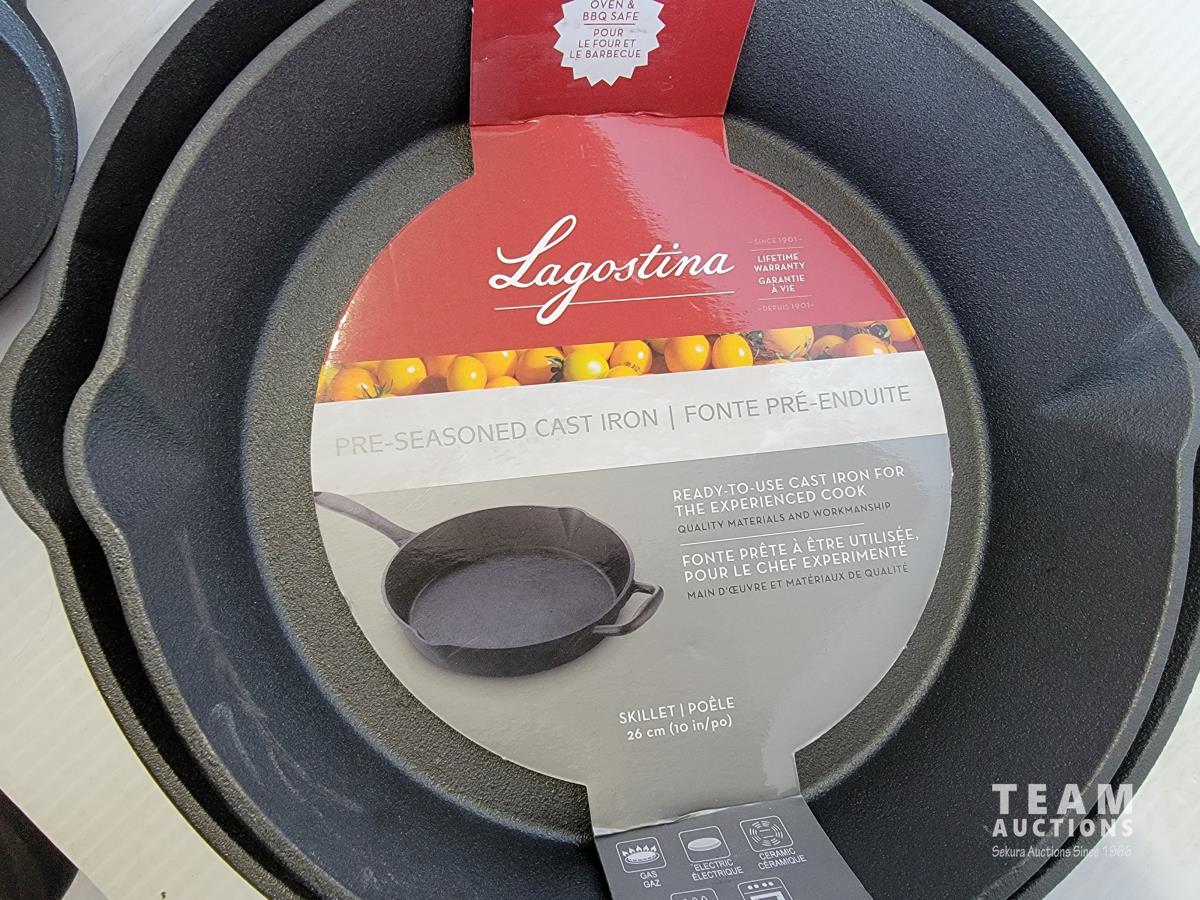 OVEN &
BBQ SAFE
POUR
LE FOUR ET
LE BARBECUE
Lagostina
- SINCE 1901 -
LIFETIME
WARRANTY
GARANTIE
À VIE
- DEPUIS 1901 -
PRE-SEASONED CAST IRON | FONTE PRÉ-ENDUITE
READY-TO-USE CAST IRON FOR
THE EXPERIENCED COOK
QUALITY MATERIALS AND WORKMANSHIP
FONTE PRÊTE À ÊTRE UTILISÉE,
POUR LE CHEF EXPERIMENTÉ
MAIN D'ŒUVRE ET MATÉRIAUX DE QUALITÉ
SKILLET | POÊLE
26 cm (10 in/po)
GAS
GAZ
ELECTRIC
ÉLECTRIQUE
CERAMIC
CÉRAMIQUE
TEAM
AUCTIONS
Sekura Auctions Since 1966